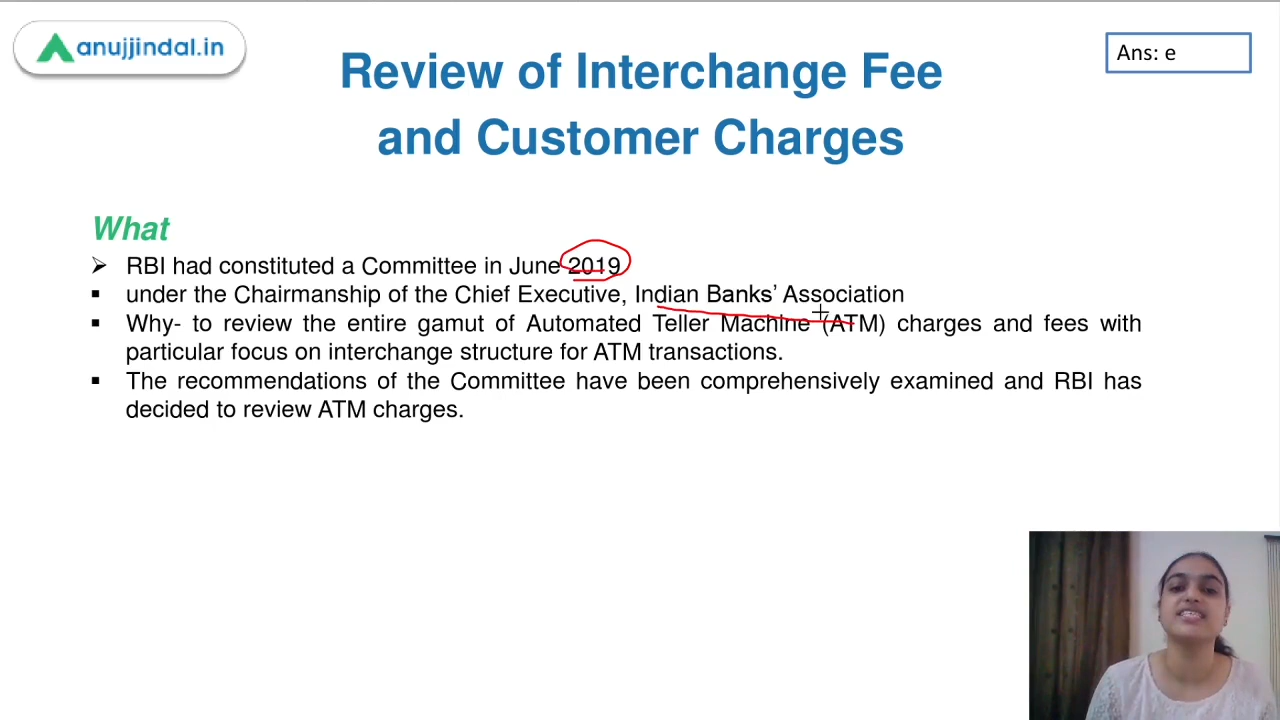 anujjindal.in
Ans: e
Review of Interchange Fee
and Customer Charges
What
➤ RBI had constituted a Committee in June 2019
▪ under the Chairmanship of the Chief Executive, Indian Banks’ Association
▪ Why- to review the entire gamut of Automated Teller Machine (ATM) charges and fees with
particular focus on interchange structure for ATM transactions.
▪ The recommendations of the Committee have been comprehensively examined and RBI has
decided to review ATM charges.